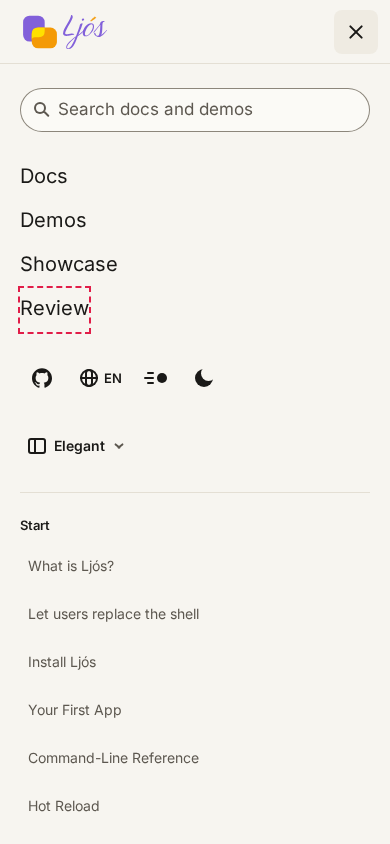 Ljós
Search docs and demos
Docs
Demos
Showcase
Review
EN
Elegant
Start
What is Ljós?
Let users replace the shell
Install Ljós
Your First App
Command-Line Reference
Hot Reload